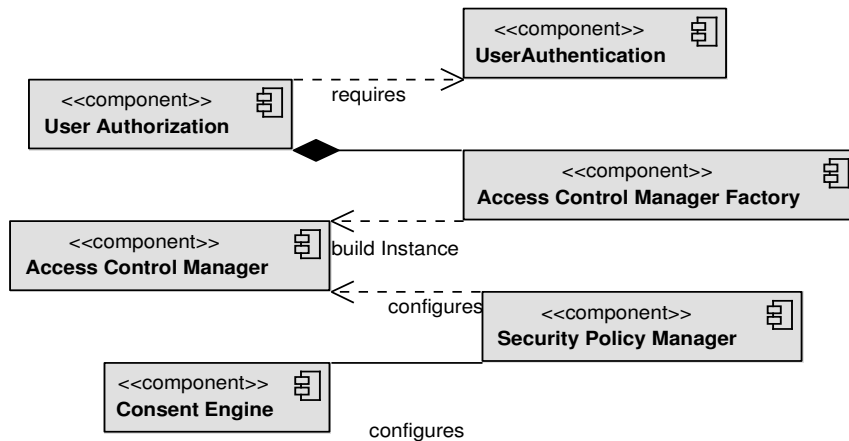 <<component>>
UserAuthentication
requires
<<component>>
User Authorization
<<component>>
Access Control Manager Factory
build Instance
<<component>>
Access Control Manager
configures
<<component>>
Security Policy Manager
<<component>>
Consent Engine
configures